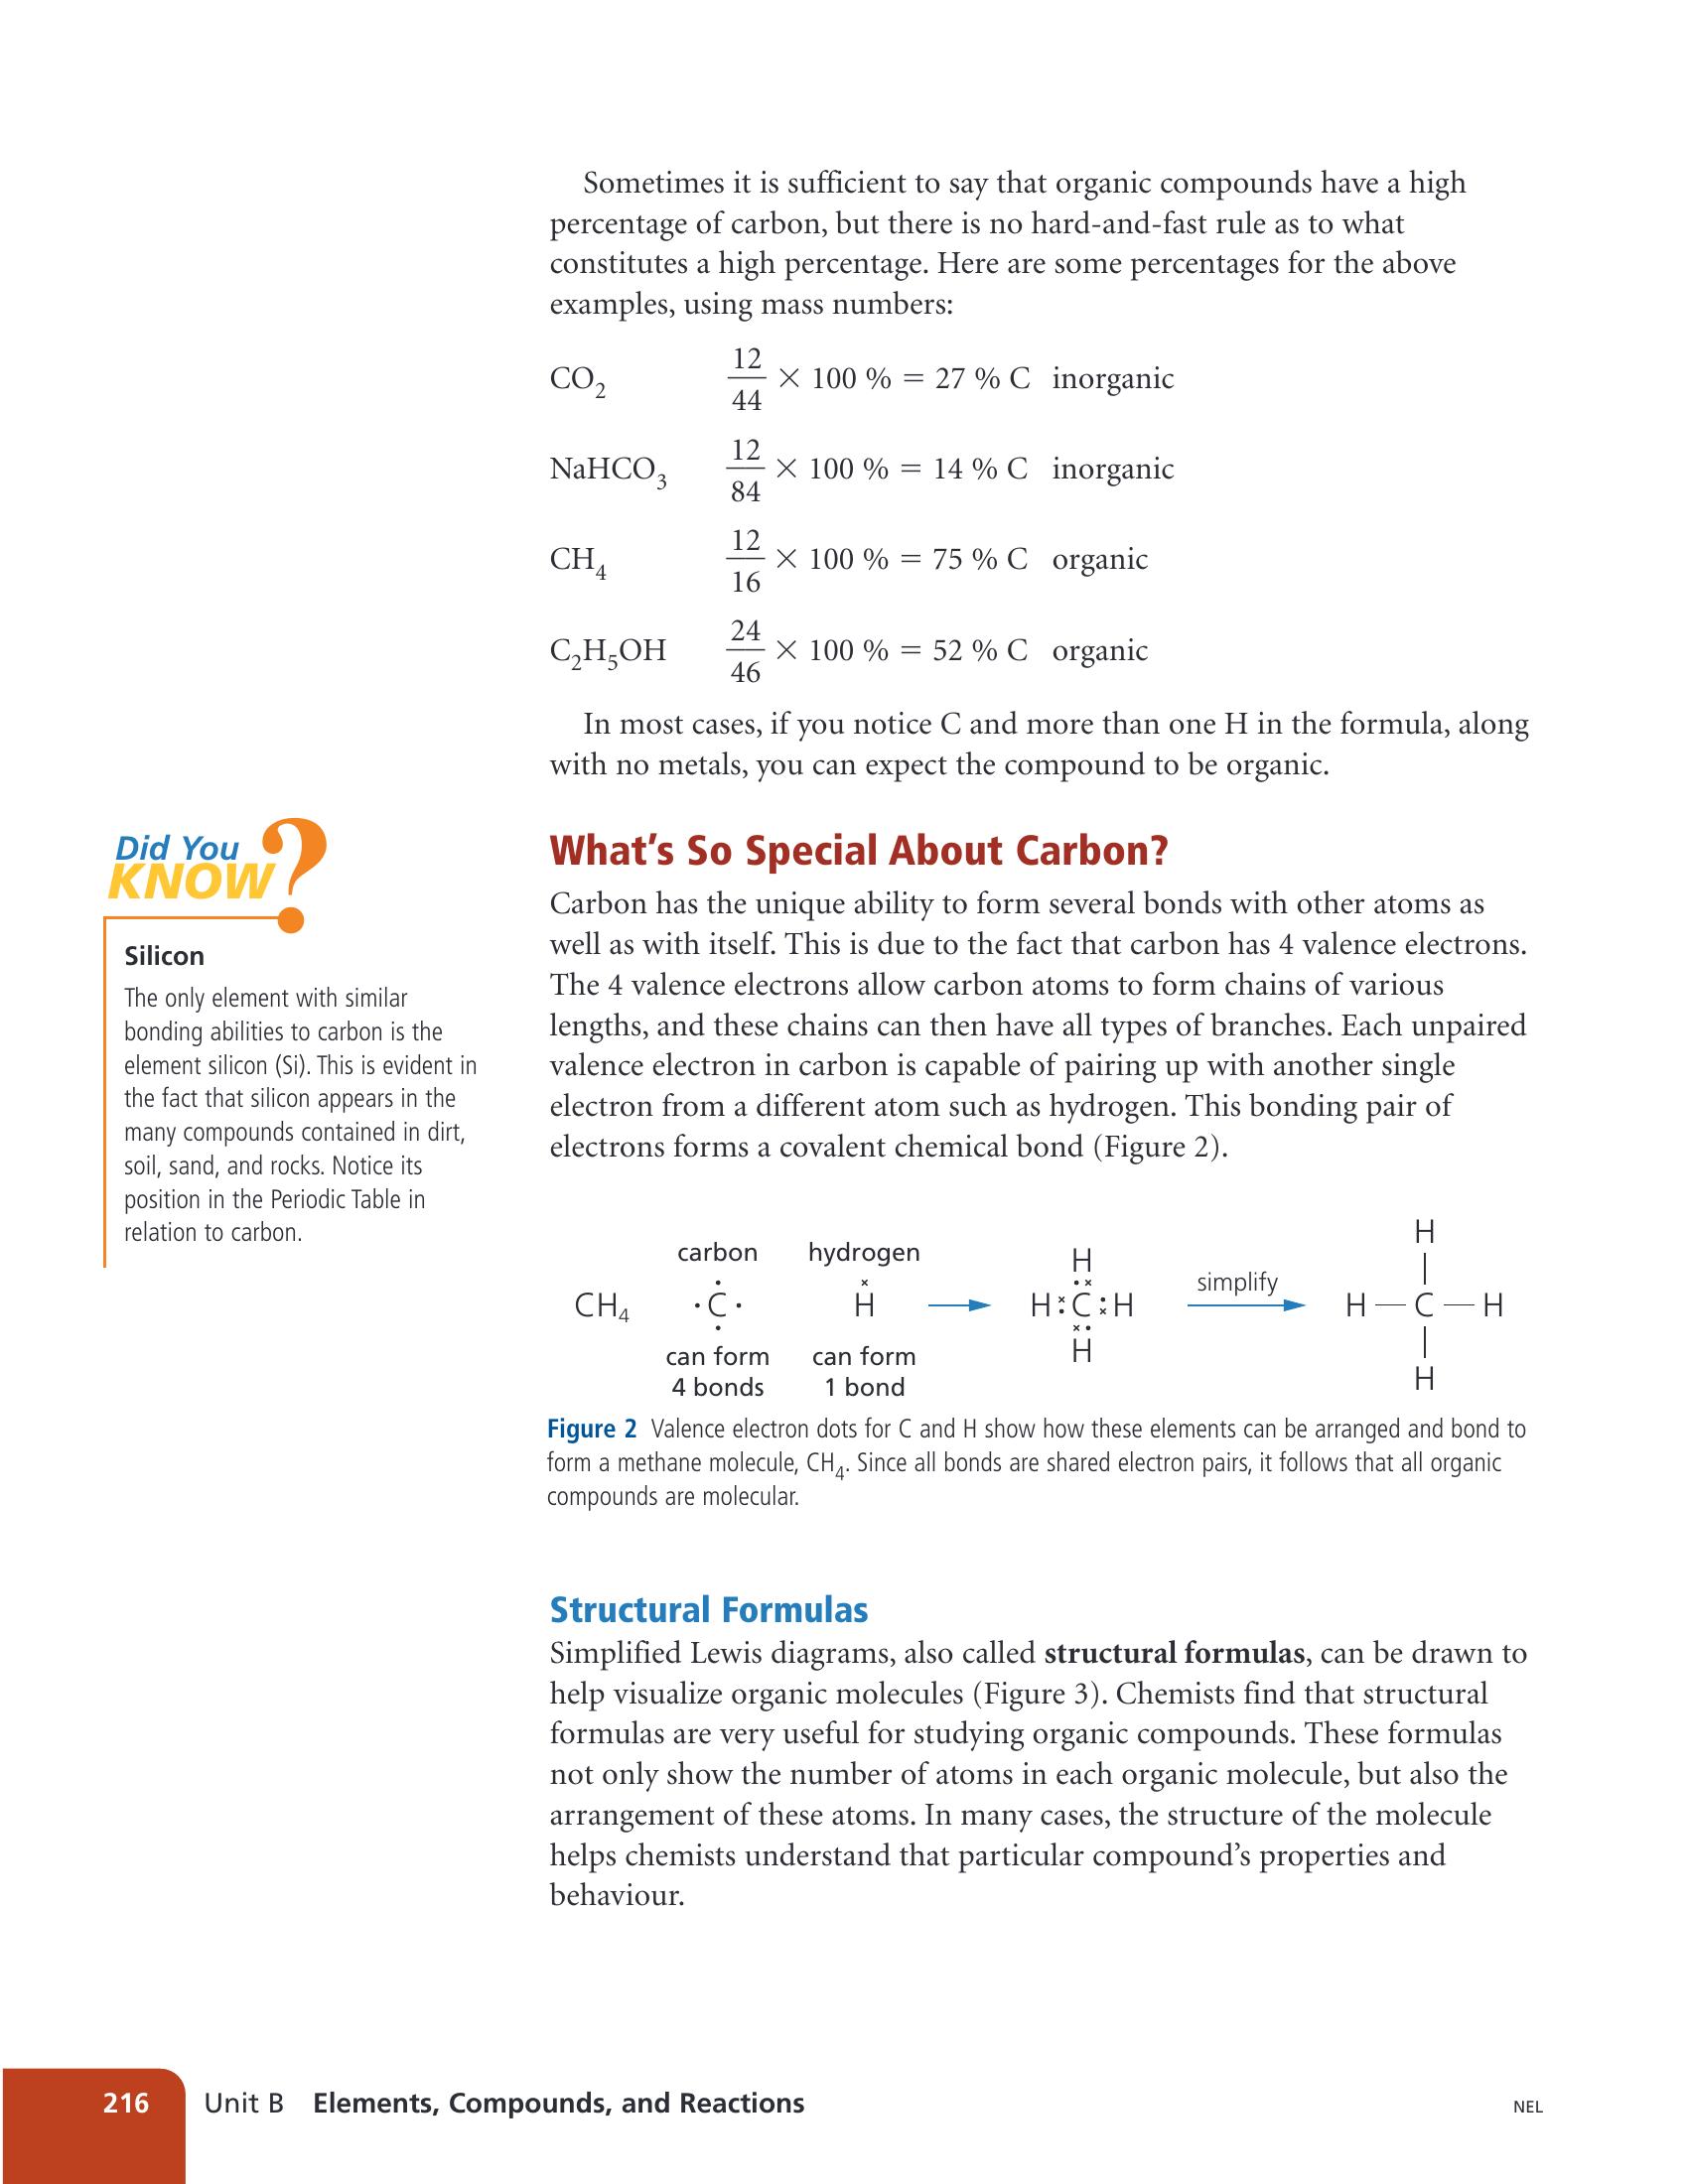 Sometimes it is sufficient to say that organic compounds have a high
percentage of carbon, but there is no hard-and-fast rule as to what
constitutes a high percentage. Here are some percentages for the above
examples, using mass numbers:
CO₂ 12/44 × 100 % = 27 % C inorganic
NaHCO₃ 12/84 × 100 % = 14 % C inorganic
CH₄ 12/16 × 100 % = 75 % C organic
C₂H₅OH 24/46 × 100 % = 52 % C organic
In most cases, if you notice C and more than one H in the formula, along
with no metals, you can expect the compound to be organic.
Did You
KNOW?
Silicon
The only element with similar
bonding abilities to carbon is the
element silicon (Si). This is evident in
the fact that silicon appears in the
many compounds contained in dirt,
soil, sand, and rocks. Notice its
position in the Periodic Table in
relation to carbon.
What's So Special About Carbon?
Carbon has the unique ability to form several bonds with other atoms as
well as with itself. This is due to the fact that carbon has 4 valence electrons.
The 4 valence electrons allow carbon atoms to form chains of various
lengths, and these chains can then have all types of branches. Each unpaired
valence electron in carbon is capable of pairing up with another single
electron from a different atom such as hydrogen. This bonding pair of
electrons forms a covalent chemical bond (Figure 2).
carbon hydrogen
H
H
simplify
CH₄ C H H C H H C H
H
H
can form can form
4 bonds 1 bond
Figure 2 Valence electron dots for C and H show how these elements can be arranged and bond to
form a methane molecule, CH₄. Since all bonds are shared electron pairs, it follows that all organic
compounds are molecular.
Structural Formulas
Simplified Lewis diagrams, also called structural formulas, can be drawn to
help visualize organic molecules (Figure 3). Chemists find that structural
formulas are very useful for studying organic compounds. These formulas
not only show the number of atoms in each organic molecule, but also the
arrangement of these atoms. In many cases, the structure of the molecule
helps chemists understand that particular compound's properties and
behaviour.
216 Unit B Elements, Compounds, and Reactions NEL